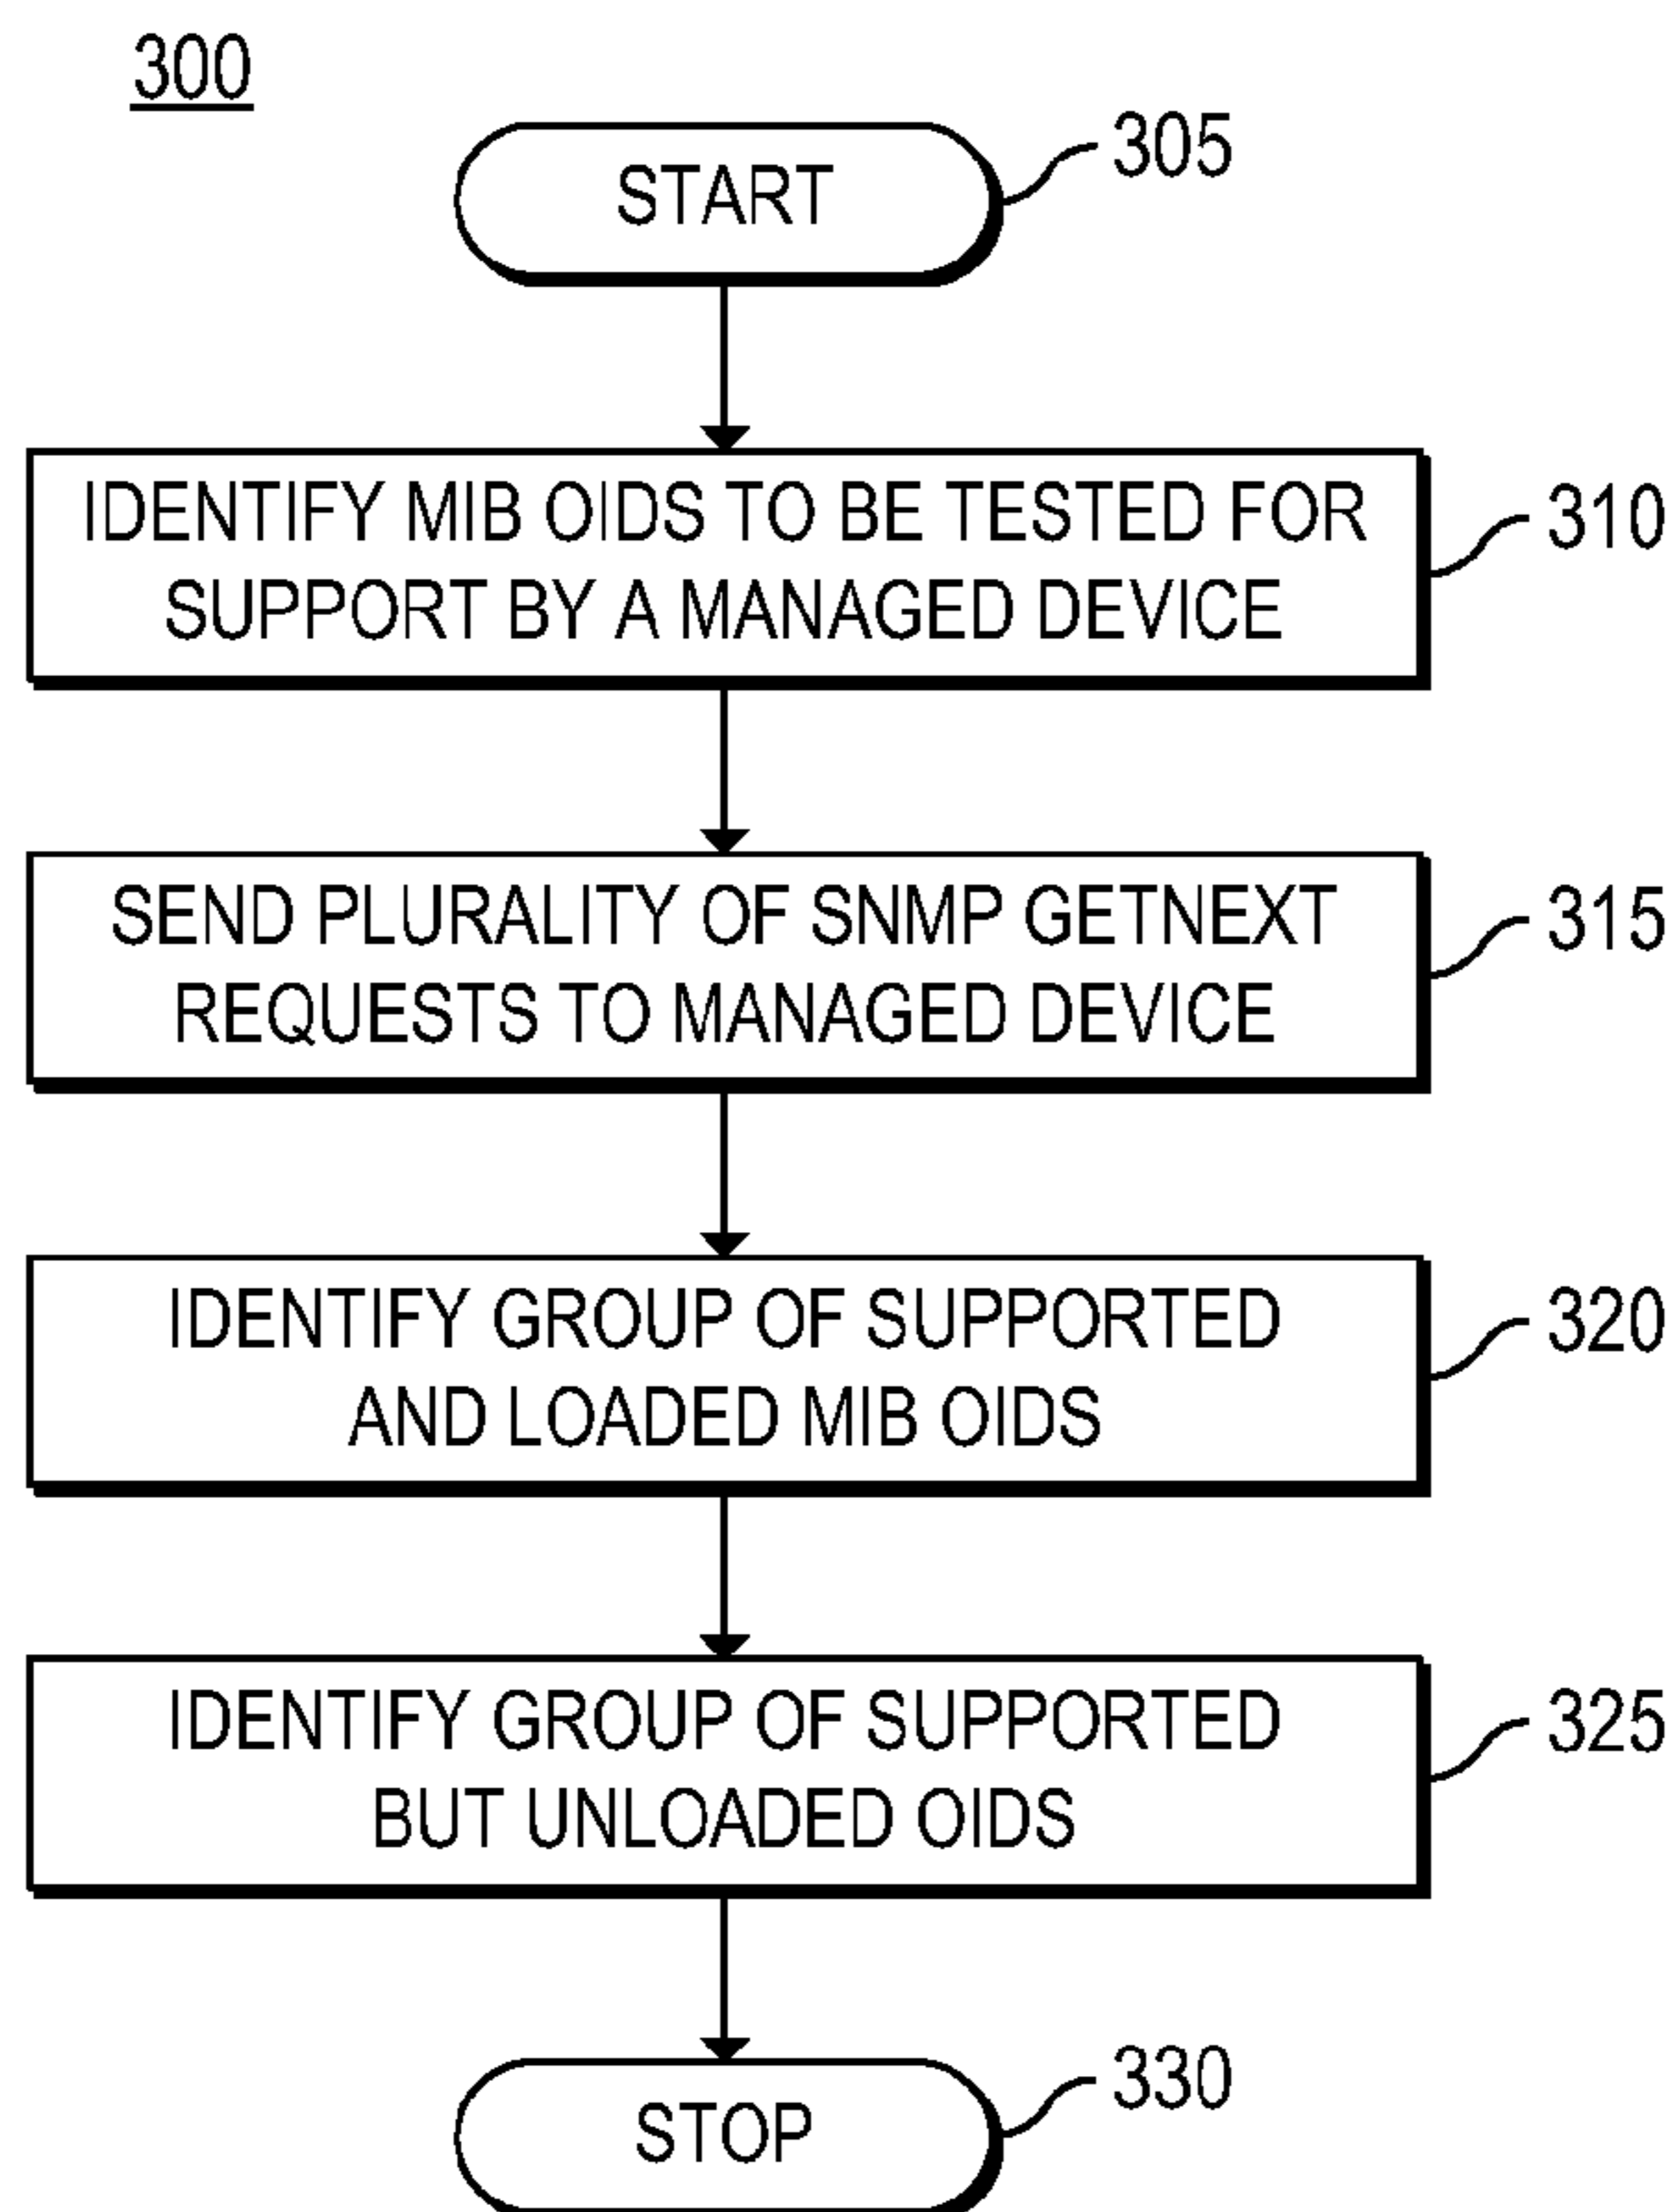 300
START
305
IDENTIFY MIB OIDS TO BE TESTED FOR
SUPPORT BY A MANAGED DEVICE
310
SEND PLURALITY OF SNMP GETNEXT
REQUESTS TO MANAGED DEVICE
315
IDENTIFY GROUP OF SUPPORTED
AND LOADED MIB OIDS
320
IDENTIFY GROUP OF SUPPORTED
BUT UNLOADED OIDS
325
STOP
330